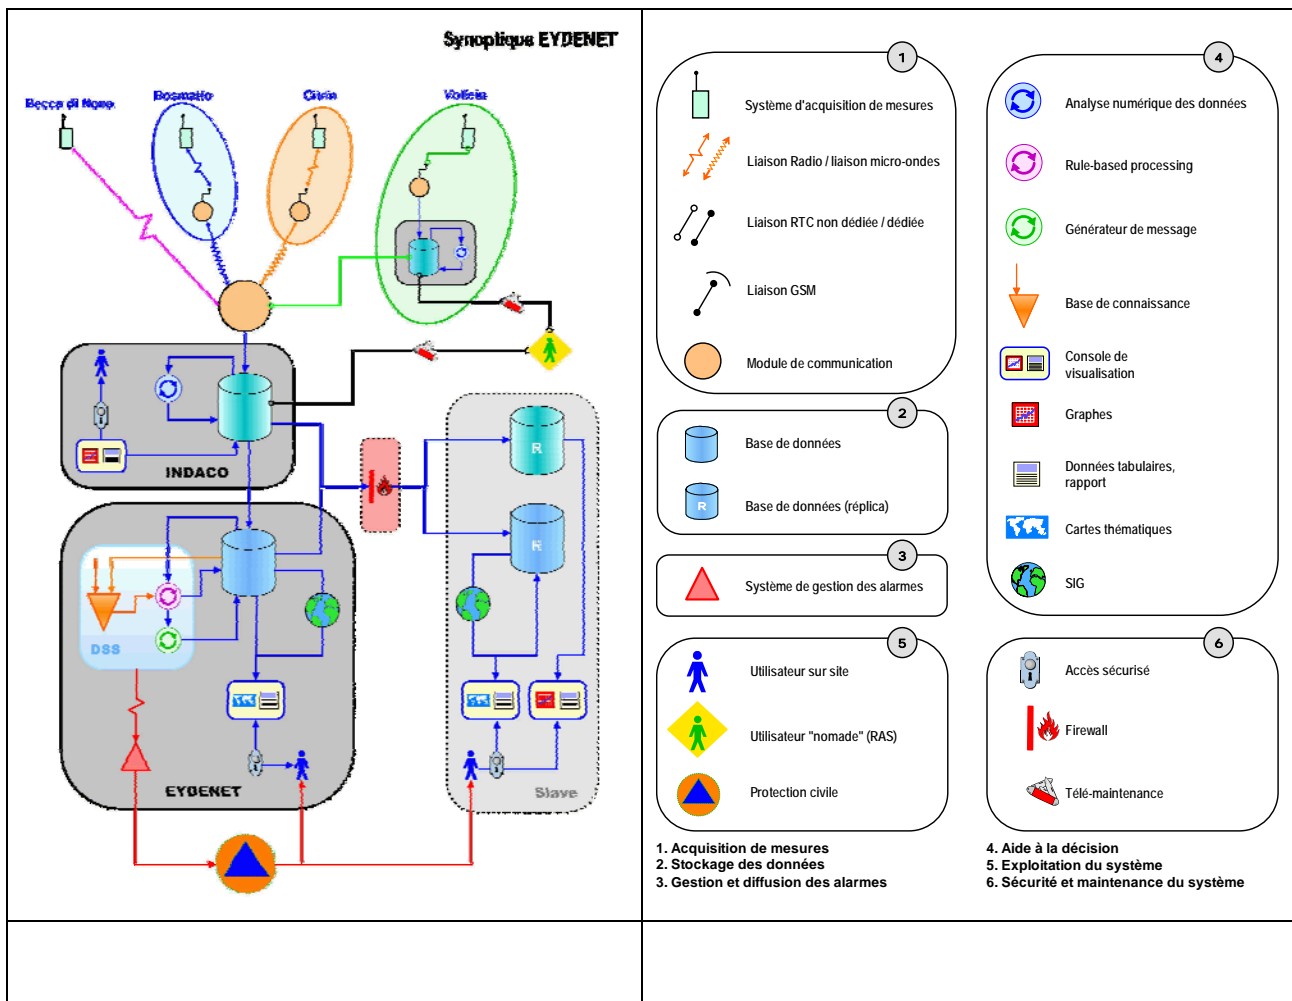 Synoptique EYDENET
Becca di Nona
Bosmatto
Citrin
Vollein
INDACO
R
R
DSS
EYDENET
Slave
1
Système d'acquisition de mesures
Liaison Radio / liaison micro-ondes
Liaison RTC non dédiée / dédiée
Liaison GSM
Module de communication
2
Base de données
R
Base de données (réplica)
3
Système de gestion des alarmes
5
Utilisateur sur site
Utilisateur "nomade" (RAS)
Protection civile
4
Analyse numérique des données
Rule-based processing
Générateur de message
Base de connaissance
Console de
visualisation
Graphes
Données tabulaires,
rapport
Cartes thématiques
SIG
6
Accès sécurisé
Firewall
Télé-maintenance
1. Acquisition de mesures
2. Stockage des données
3. Gestion et diffusion des alarmes
4. Aide à la décision
5. Exploitation du système
6. Sécurité et maintenance du système